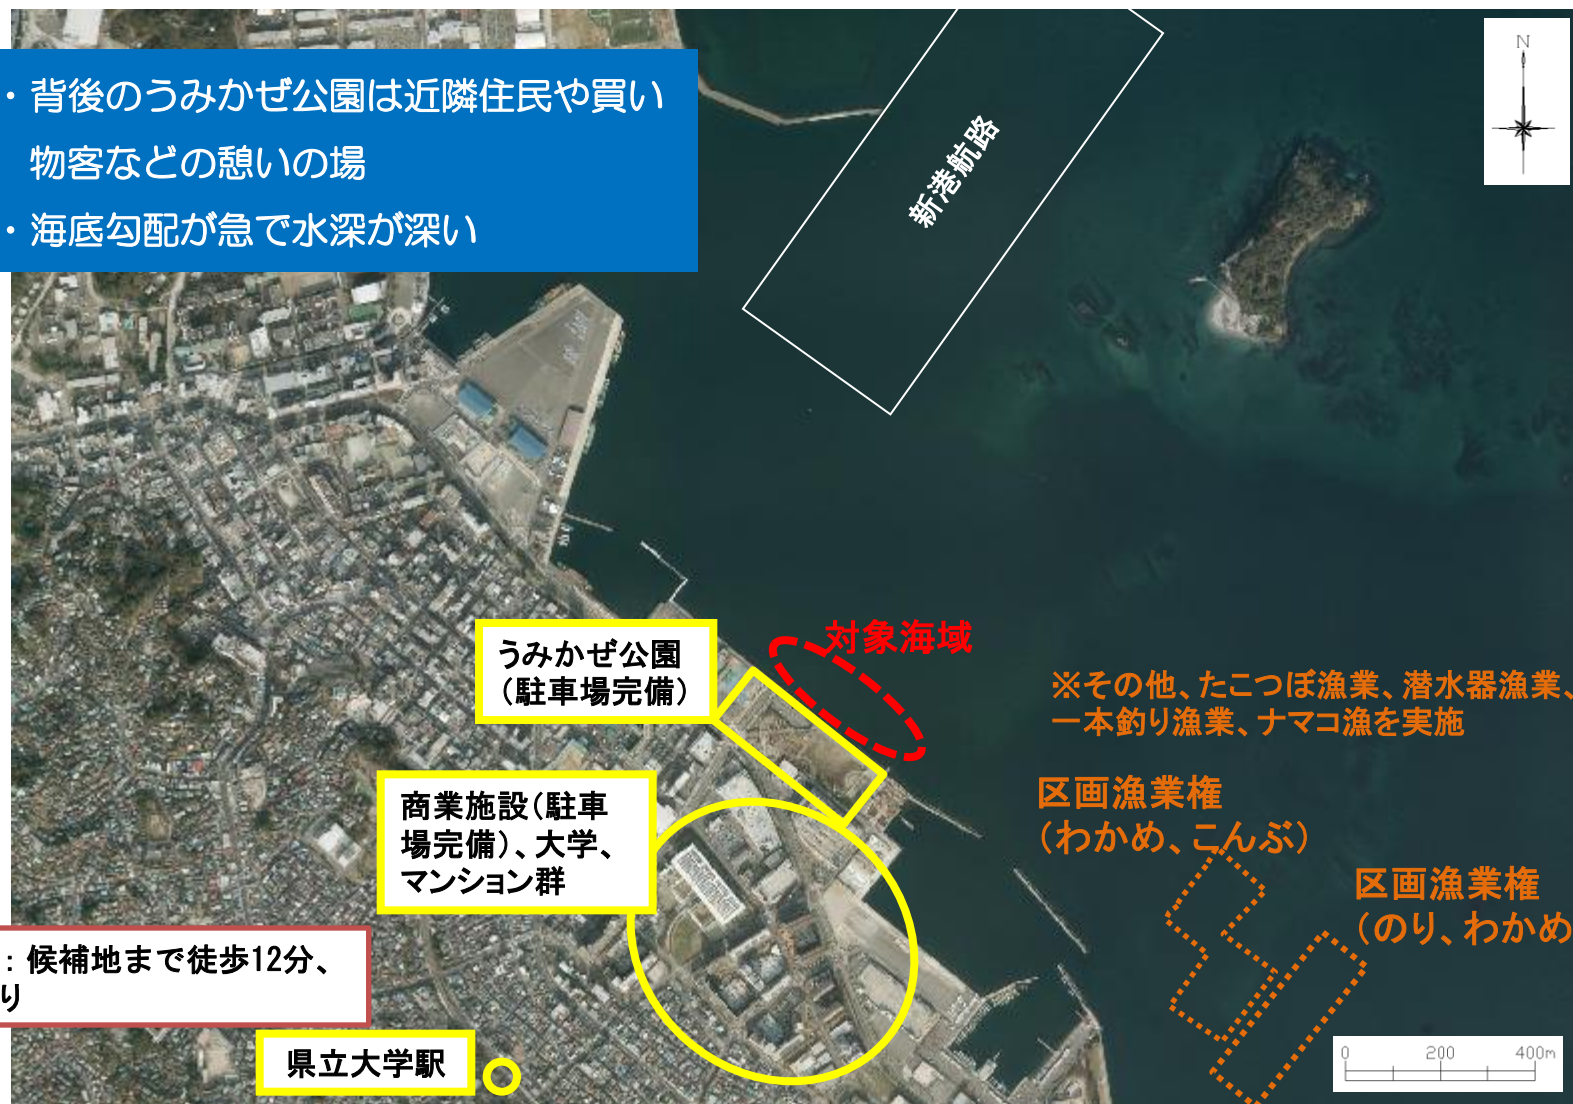 ・背後のうみかぜ公園は近隣住民や買い
物客などの憩いの場
・海底勾配が急で水深が深い
新港航路
N
対象海域
うみかぜ公園
（駐車場完備）
※その他、たこつぼ漁業、潜水器漁業、
一本釣り漁業、ナマコ漁を実施
区画漁業権
（わかめ、こんぶ）
区画漁業権
（のり、わかめ
商業施設（駐車
場完備）、大学、
マンション群
：候補地まで徒歩12分、
り
県立大学駅
0 200 400m